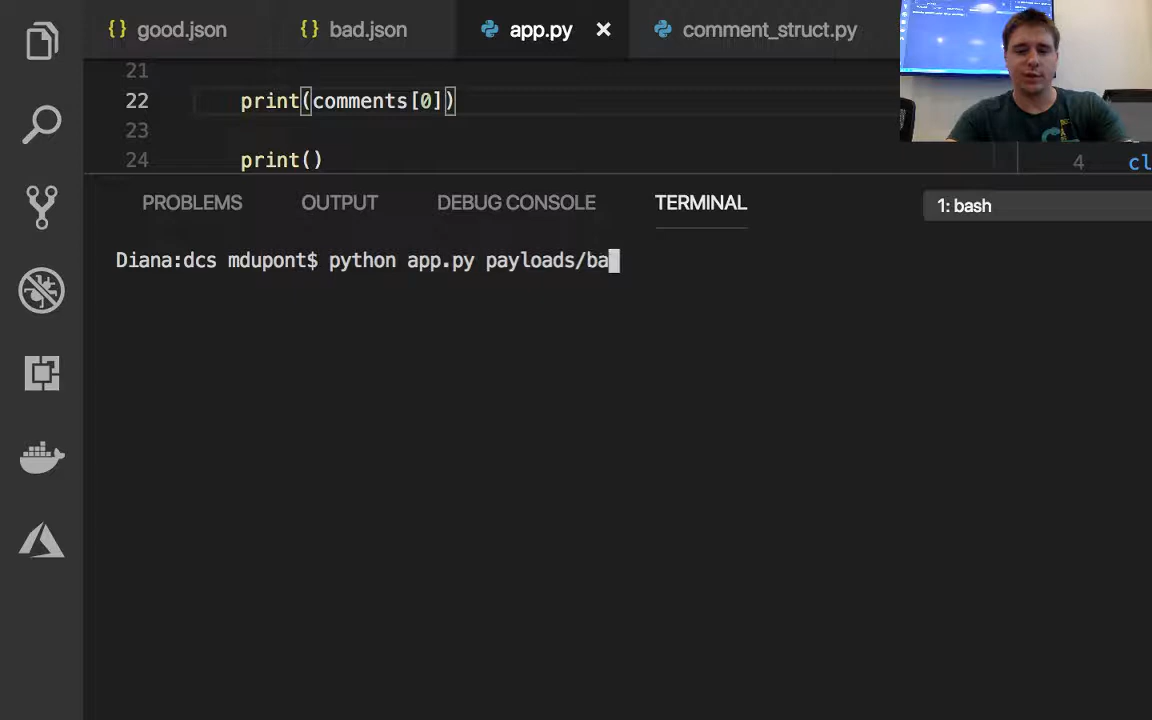 good.json bad.json app.py comment_struct.py
21
22 print(comments[0])
23
24 print()
4 cl
PROBLEMS OUTPUT DEBUG CONSOLE TERMINAL 1: bash
Diana:dcs mdupont$ python app.py payloads/ba